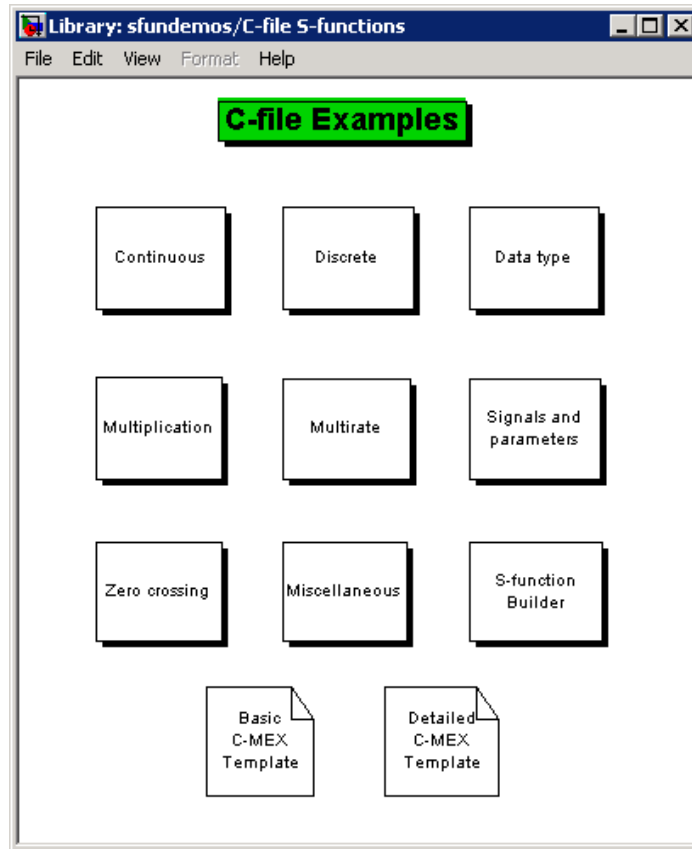 Library: sfundemos/C-file S-functions
File Edit View Format Help
C-file Examples
Continuous
Discrete
Data type
Multiplication
Multirate
Signals and
parameters
Zero crossing
Miscellaneous
S-function
Builder
Basic
C-MEX
Template
Detailed
C-MEX
Template